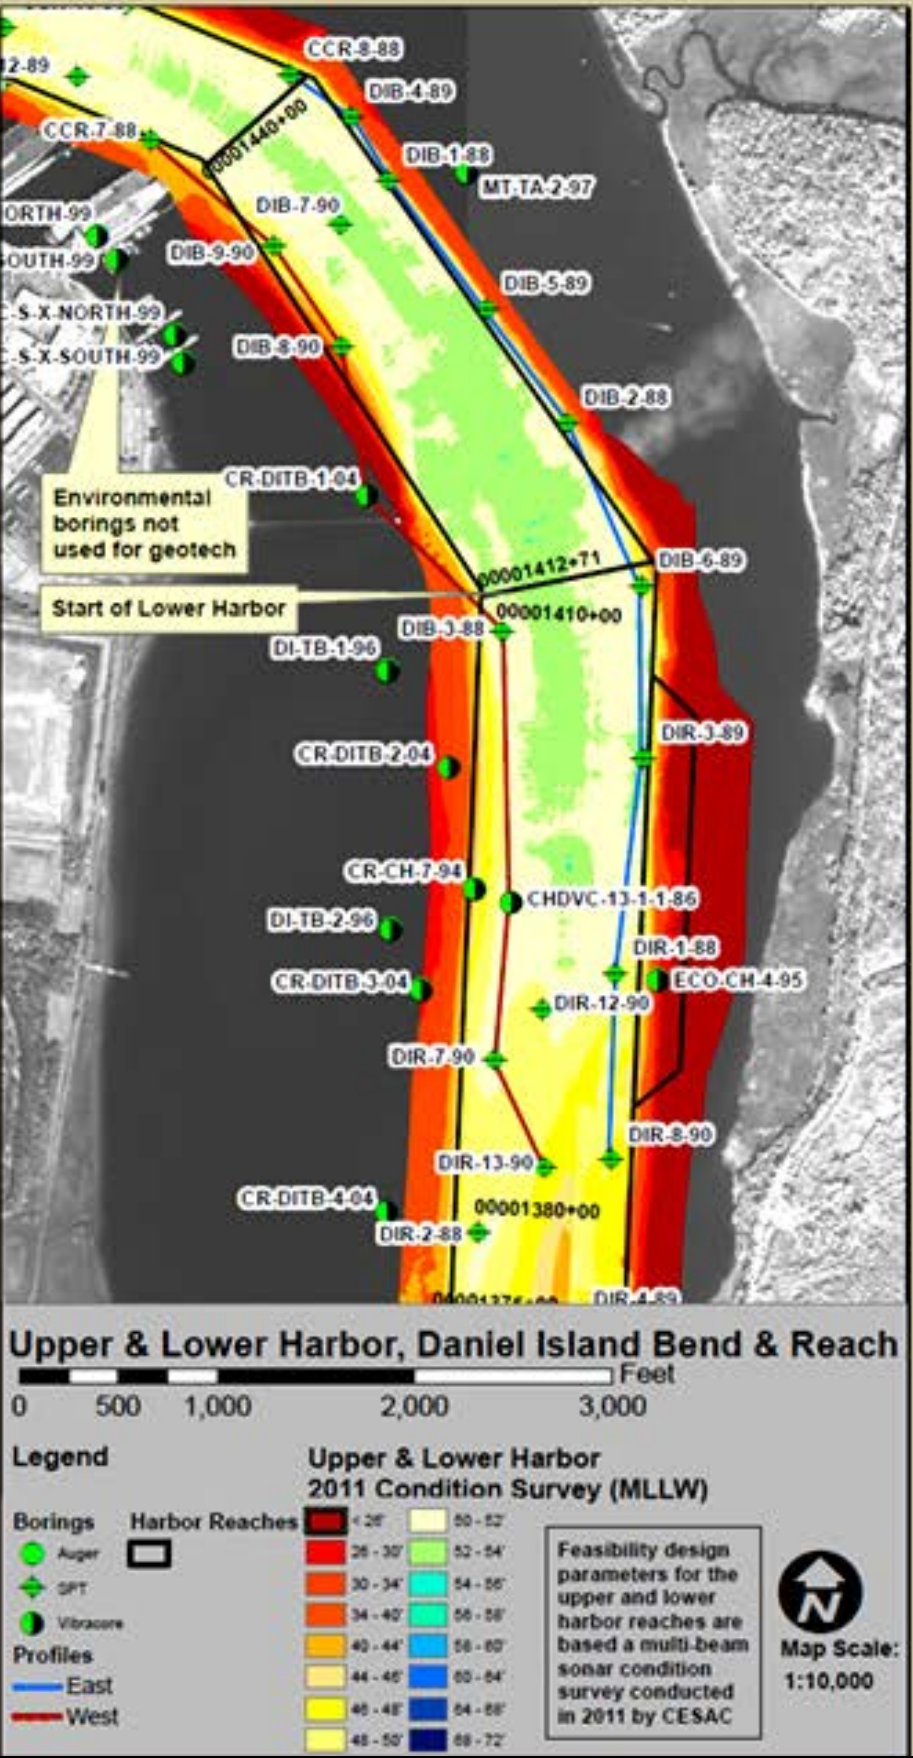 CCR-8-88
12-89
DIB-4-89
CCR-7-88
00001440+00
DIB-1-88
MT-TA-2-97
DIB-7-90
ORTH-99
DIB-9-90
SOUTH-99
DIB-5-89
C-S-X-NORTH-99
DIB-8-90
C-S-X-SOUTH-99
DIB-2-88
CR-DITB-1-04
Environmental
borings not
used for geotech
00001412+71
DIB-6-89
Start of Lower Harbor
00001410+00
DIB-3-88
DI-TB-1-96
DIR-3-89
CR-DITB-2-04
CR-CH-7-94
CHDVC-13-1-1-86
DI-TB-2-96
DIR-1-88
CR-DITB-3-04
ECO-CH-4-95
DIR-12-90
DIR-7-90
DIR-8-90
DIR-13-90
CR-DITB-4-04
00001380+00
DIR-2-88
DIR-4-89
Upper & Lower Harbor, Daniel Island Bend & Reach
Feet
0 500 1,000 2,000 3,000
Legend
Borings
Auger
SPT
Vibracore
Profiles
East
West
Harbor Reaches
Upper & Lower Harbor
2011 Condition Survey (MLLW)
26 - 30'
30 - 34'
34 - 40'
40 - 44'
44 - 46'
46 - 48'
48 - 50'
50 - 52'
52 - 54'
54 - 56'
56 - 58'
58 - 60'
60 - 64'
64 - 68'
68 - 72'
Feasibility design
parameters for the
upper and lower
harbor reaches are
based a multi-beam
sonar condition
survey conducted
in 2011 by CESAC
N
Map Scale:
1:10,000